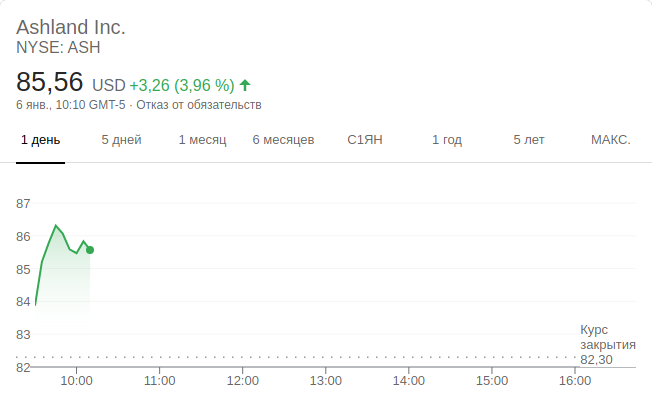 Ashland Inc.
NYSE: ASH
85,56 USD +3,26 (3,96 %)
6 янв., 10:10 GMT-5 · Отказ от обязательств
1 день 5 дней 1 месяц 6 месяцев С1ЯН 1 год 5 лет МАКС.
87
86
85
84
83
Курс
закрытия
82,30
82
10:00 11:00 12:00 13:00 14:00 15:00 16:00